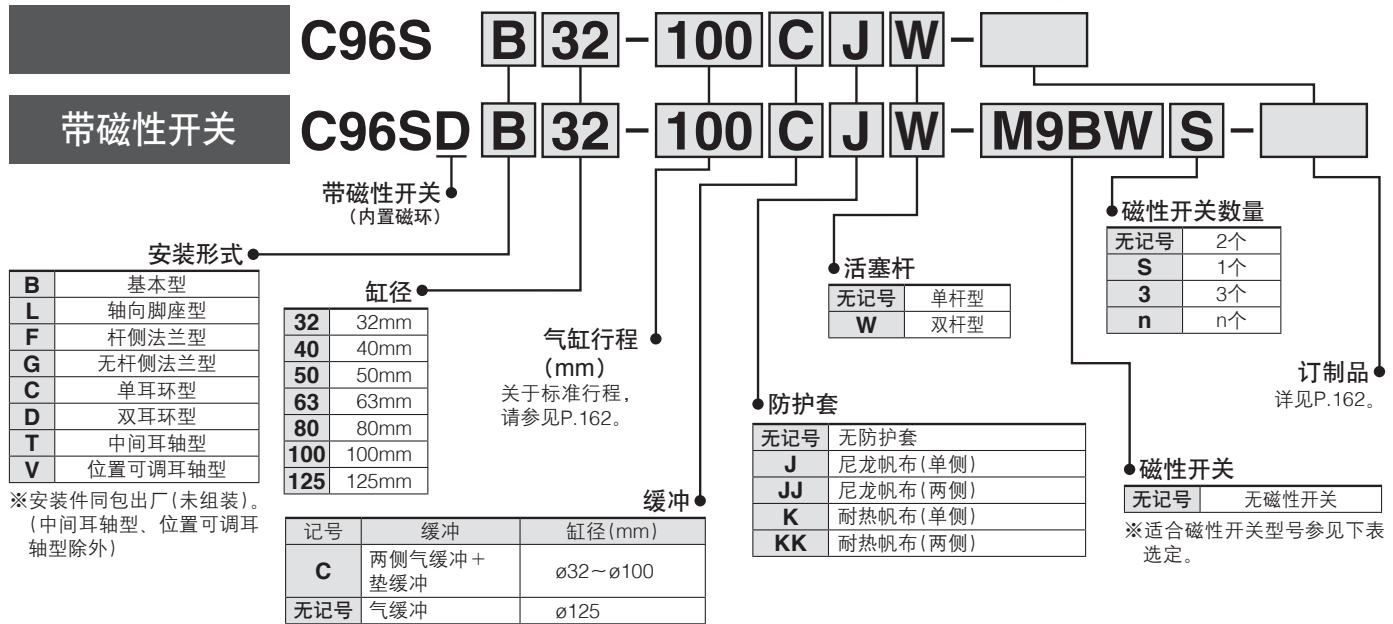 C96S B 32 - 100 C J W -
带磁性开关 C96SD B 32 - 100 C J W - M9BW S -
带磁性开关
（内置磁环）
安装形式
B 基本型
L 轴向脚座型
F 杆侧法兰型
G 无杆侧法兰型
C 单耳环型
D 双耳环型
T 中间耳轴型
V 位置可调耳轴型
※安装件同包出厂(未组装)。
(中间耳轴型、位置可调耳
轴型除外)
缸径
32 32mm
40 40mm
50 50mm
63 63mm
80 80mm
100 100mm
125 125mm
气缸行程
(mm)
关于标准行程，
请参见P.162。
缓冲
记号 缓冲 缸径(mm)
C 两侧气缓冲＋
垫缓冲 ø32～ø100
无记号 气缓冲 ø125
活塞杆
无记号 单杆型
W 双杆型
防护套
无记号 无防护套
J 尼龙帆布(单侧)
JJ 尼龙帆布(两侧)
K 耐热帆布(单侧)
KK 耐热帆布(两侧)
磁性开关数量
无记号 2个
S 1个
3 3个
n n个
订制品
详见P.162。
磁性开关
无记号 无磁性开关
※适合磁性开关型号参见下表
选定。